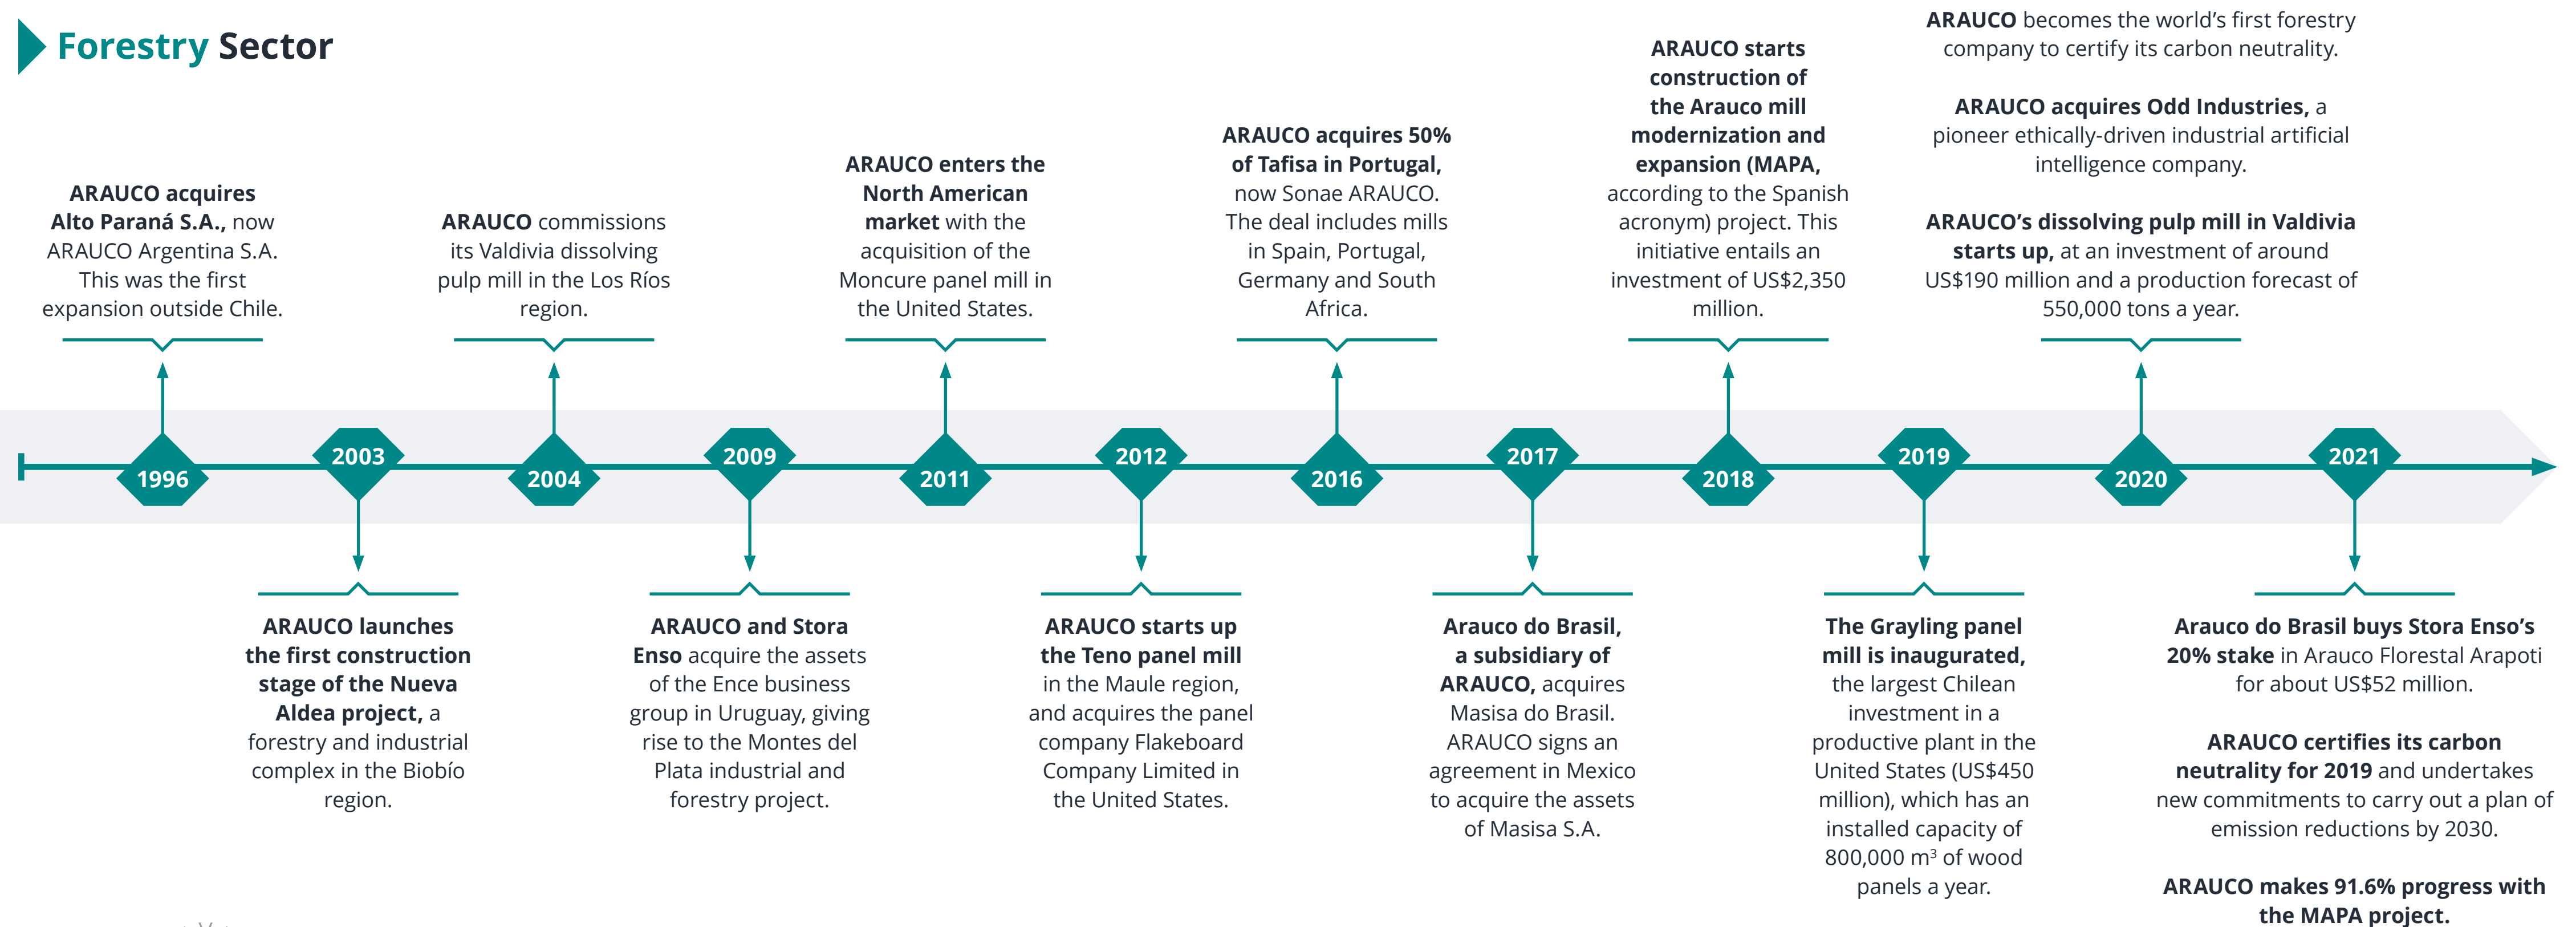 Forestry Sector
ARAUCO acquires
Alto Paraná S.A., now
ARAUCO Argentina S.A.
This was the first
expansion outside Chile.
ARAUCO commissions
its Valdivia dissolving
pulp mill in the Los Ríos
region.
ARAUCO enters the
North American
market with the
acquisition of the
Moncure panel mill in
the United States.
ARAUCO acquires 50%
of Tafisa in Portugal,
now Sonae ARAUCO.
The deal includes mills
in Spain, Portugal,
Germany and South
Africa.
ARAUCO starts
construction of
the Arauco mill
modernization and
expansion (MAPA,
according to the Spanish
acronym) project. This
initiative entails an
investment of US$2,350
million.
ARAUCO becomes the world’s first forestry
company to certify its carbon neutrality.
ARAUCO acquires Odd Industries, a
pioneer ethically-driven industrial artificial
intelligence company.
ARAUCO’s dissolving pulp mill in Valdivia
starts up, at an investment of around
US$190 million and a production forecast of
550,000 tons a year.
1996
2003
2004
2009
2011
2012
2016
2017
2018
2019
2020
2021
ARAUCO launches
the first construction
stage of the Nueva
Aldea project, a
forestry and industrial
complex in the Biobío
region.
ARAUCO and Stora
Enso acquire the assets
of the Ence business
group in Uruguay, giving
rise to the Montes del
Plata industrial and
forestry project.
ARAUCO starts up
the Teno panel mill
in the Maule region,
and acquires the panel
company Flakeboard
Company Limited in
the United States.
Arauco do Brasil,
a subsidiary of
ARAUCO, acquires
Masisa do Brasil.
ARAUCO signs an
agreement in Mexico
to acquire the assets
of Masisa S.A.
The Grayling panel
mill is inaugurated,
the largest Chilean
investment in a
productive plant in the
United States (US$450
million), which has an
installed capacity of
800,000 m³ of wood
panels a year.
Arauco do Brasil buys Stora Enso’s
20% stake in Arauco Florestal Arapoti
for about US$52 million.
ARAUCO certifies its carbon
neutrality for 2019 and undertakes
new commitments to carry out a plan of
emission reductions by 2030.
ARAUCO makes 91.6% progress with
the MAPA project.